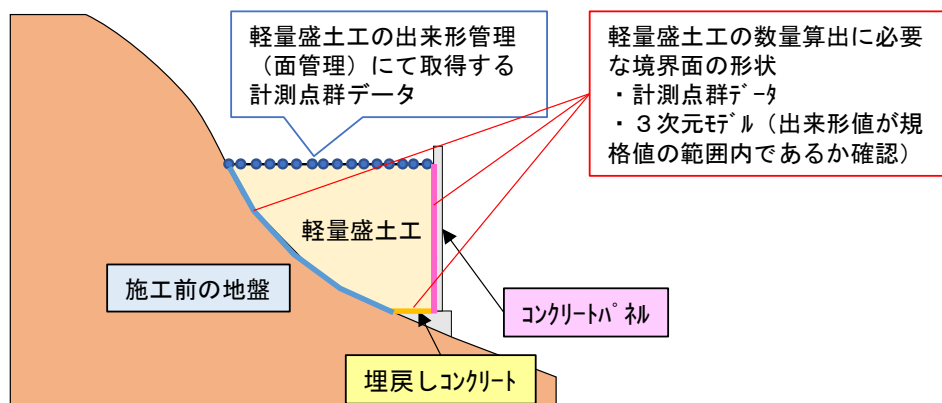 軽量盛土工の出来形管理
（面管理）にて取得する
計測点群データ
軽量盛土工の数量算出に必要
な境界面の形状
・計測点群ﾃﾞｰﾀ
・３次元ﾓﾃﾞﾙ（出来形値が規
格値の範囲内であるか確認）
軽量盛土工
施工前の地盤
ｺﾝｸﾘｰﾄﾊﾟﾈﾙ
埋戻しｺﾝｸﾘｰﾄ